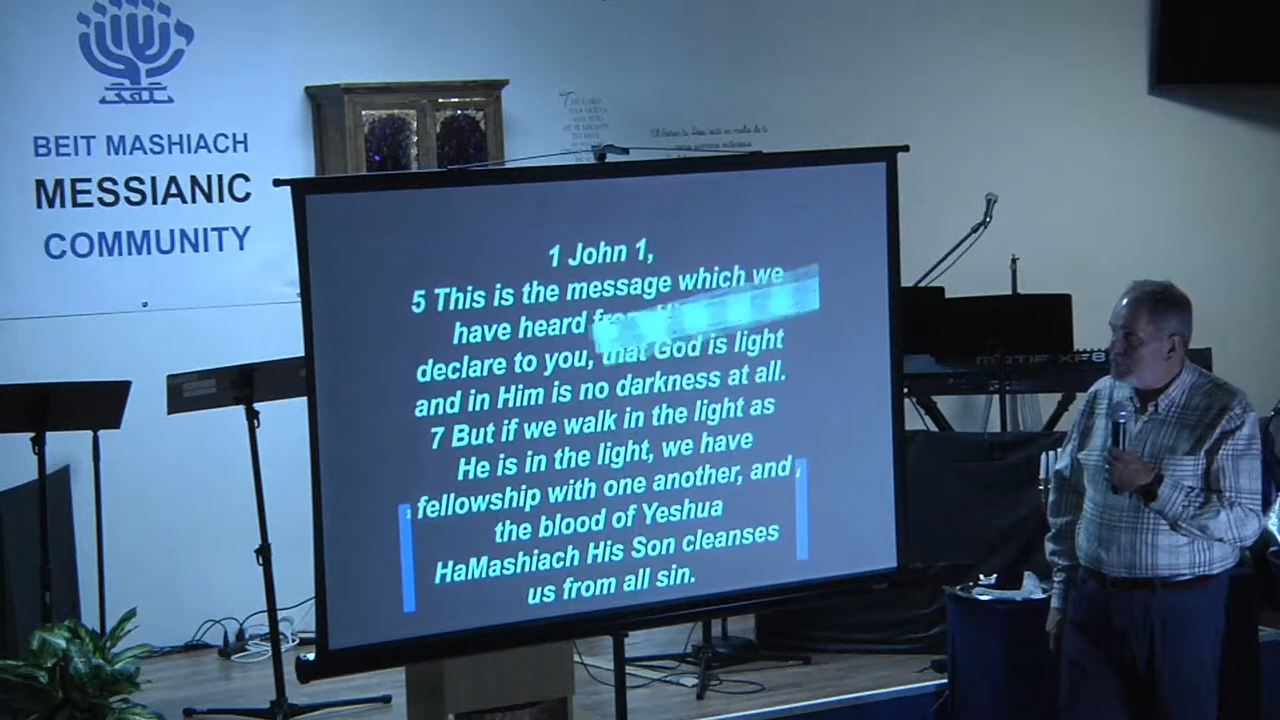 BEIT MASHIACH
MESSIANIC
COMMUNITY
THE LORD
1 John 1,
5 This is the message which we
have heard from
declare to you, that God is light
and in Him is no darkness at all.
7 But if we walk in the light as
He is in the light, we have
fellowship with one another, and
the blood of Yeshua
HaMashiach His Son cleanses
us from all sin.
MOTIF XF8